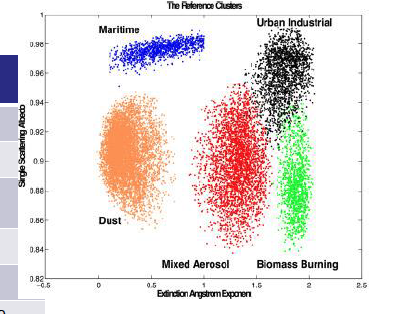 The Reference Clusters
Single Scattering Albedo
1
0.98
0.96
0.94
0.92
0.9
0.88
0.86
0.84
0.82
Maritime
Urban Industrial
Dust
Mixed Aerosol
Biomass Burning
-0.5
0
0.5
1
1.5
2
2.5
Extinction Angstrom Exponent